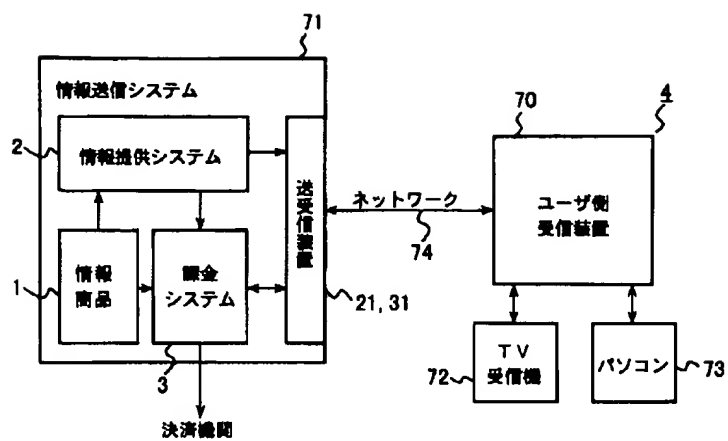 71
情報送信システム
2
情報提供システム
送受信装置
1
情報
商品
課金
システム
3
21, 31
決済機関
ネットワーク
74
70
4
ユーザ側
受信装置
72
TV
受信機
パソコン
73